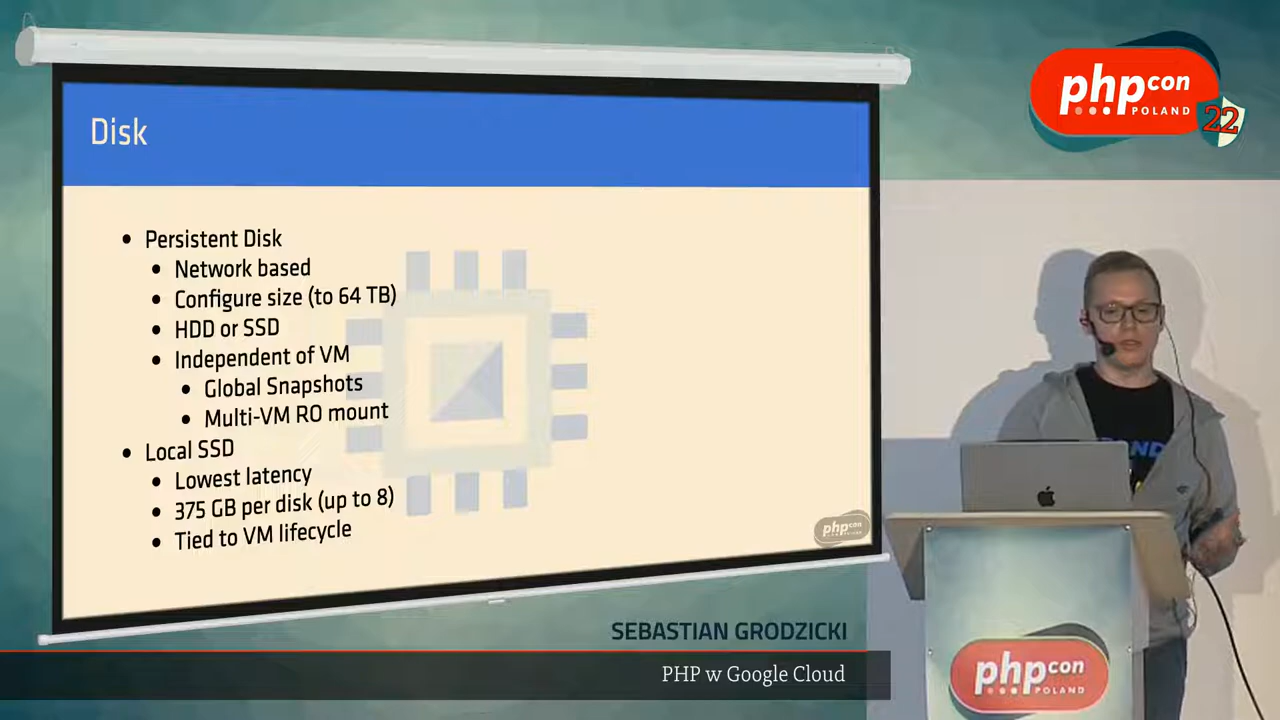 Disk
Persistent Disk
Network based
Configure size (to 64 TB)
HDD or SSD
Independent of VM
Global Snapshots
Multi-VM RO mount
Local SSD
Lowest latency
375 GB per disk (up to 8)
Tied to VM lifecycle
phpcon
phpcon
POLAND
22
SEBASTIAN GRODZICKI
PHP w Google Cloud
phpcon
POLAND